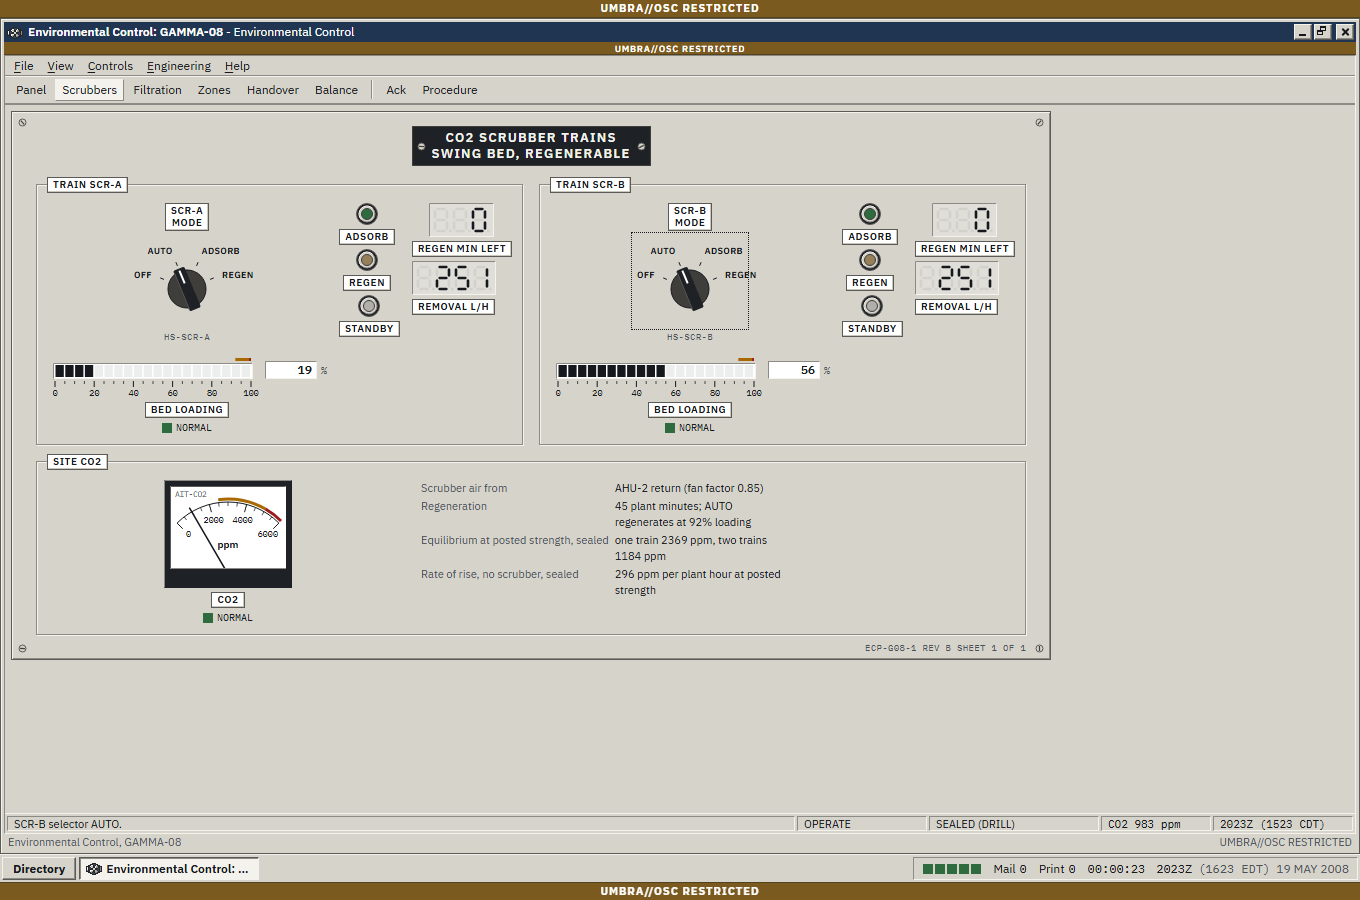 UMBRA//OSC RESTRICTED
Environmental Control: GAMMA-08 - Environmental Control
UMBRA//OSC RESTRICTED
File View Controls Engineering Help
Panel Scrubbers Filtration Zones Handover Balance Ack Procedure
CO2 SCRUBBER TRAINS
SWING BED, REGENERABLE
TRAIN SCR-A
SCR-A
MODE
OFF AUTO ADSORB REGEN
HS-SCR-A
ADSORB
REGEN
STANDBY
0
REGEN MIN LEFT
251
REMOVAL L/H
0 20 40 60 80 100
19 %
BED LOADING
NORMAL
TRAIN SCR-B
SCR-B
MODE
OFF AUTO ADSORB REGEN
HS-SCR-B
ADSORB
REGEN
STANDBY
0
REGEN MIN LEFT
251
REMOVAL L/H
0 20 40 60 80 100
56 %
BED LOADING
NORMAL
SITE CO2
AIT-CO2
0 2000 4000 6000
ppm
CO2
NORMAL
Scrubber air from AHU-2 return (fan factor 0.85)
Regeneration 45 plant minutes; AUTO
regenerates at 92% loading
Equilibrium at posted strength, sealed one train 2369 ppm, two trains
1184 ppm
Rate of rise, no scrubber, sealed 296 ppm per plant hour at posted
strength
ECP-G08-1 REV B SHEET 1 OF 1
SCR-B selector AUTO. OPERATE SEALED (DRILL) CO2 983 ppm 2023Z (1523 CDT)
Environmental Control, GAMMA-08 UMBRA//OSC RESTRICTED
Directory Environmental Control: ... Mail 0 Print 0 00:00:23 2023Z (1623 EDT) 19 MAY 2008
UMBRA//OSC RESTRICTED